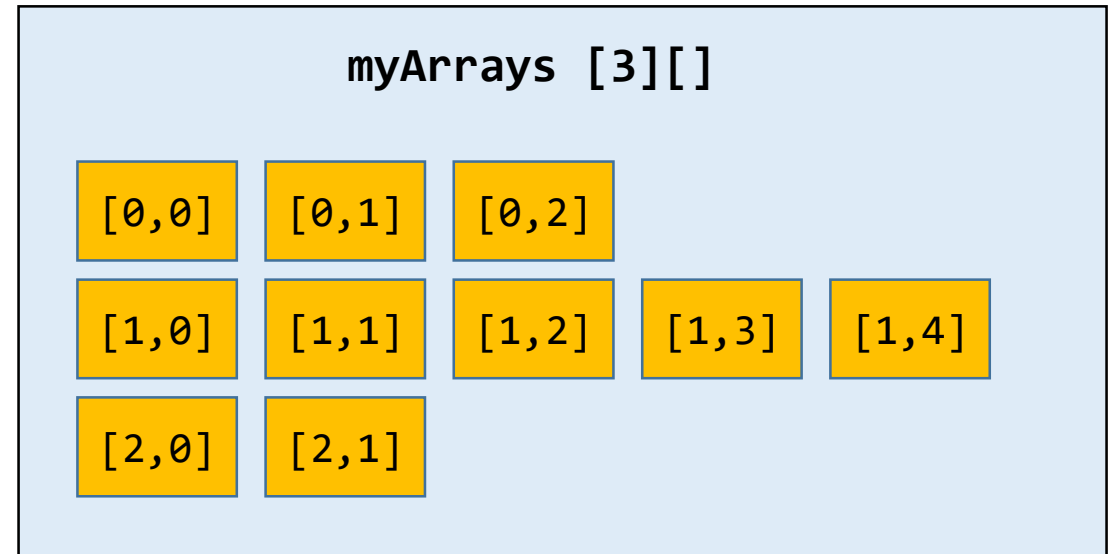 myArrays [3][]
[0,0] [0,1] [0,2]
[1,0] [1,1] [1,2] [1,3] [1,4]
[2,0] [2,1]